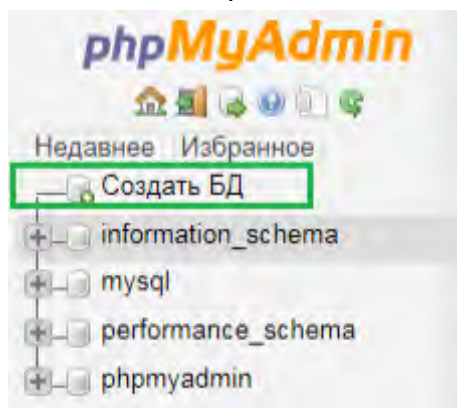 phpMyAdmin
Недавнее Избранное
Создать БД
information_schema
mysql
performance_schema
phpmyadmin